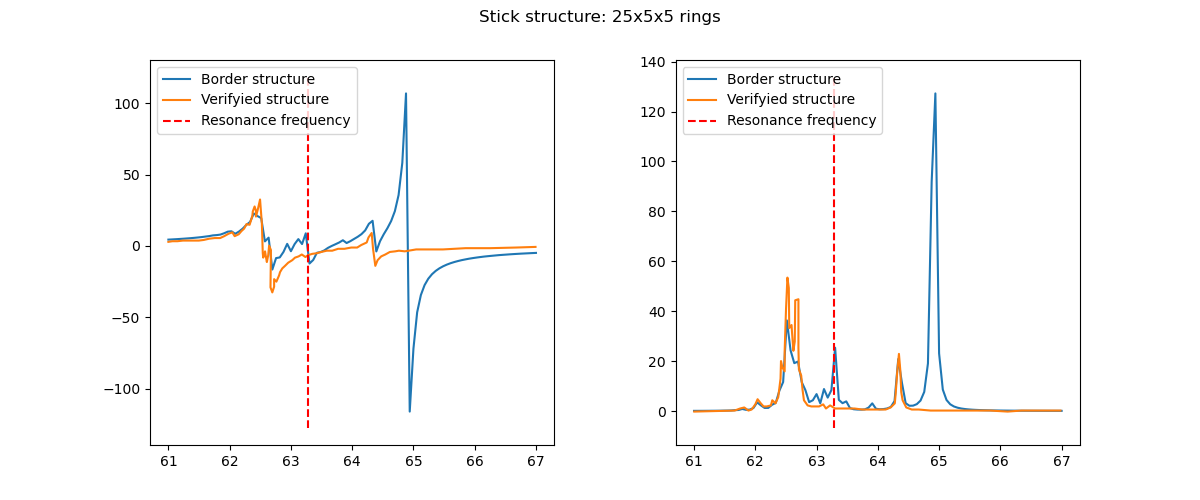 Stick structure: 25x5x5 rings
Border structure
Verifyied structure
Resonance frequency
100
50
0
−50
−100
61 62 63 64 65 66 67
Border structure
Verifyied structure
Resonance frequency
140
120
100
80
60
40
20
0
61 62 63 64 65 66 67